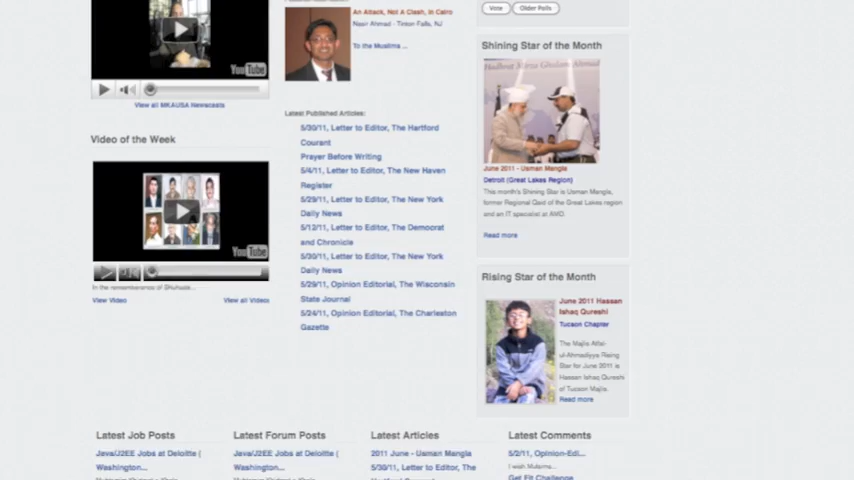 An Attack, Not A Clash, in Cairo
Nasir Ahmad - Tinton-Falls, NJ
To the Muslims ...
YouTube
View all MKAUSA Newscasts
Video of the Week
YouTube
In the rememberance of Shuhada...
View Video
View all Videos
Latest Published Articles:
5/30/11, Letter to Editor, The Hartford
Courant
Prayer Before Writing
5/4/11, Letter to Editor, The New Haven
Register
5/29/11, Letter to Editor, The New York
Daily News
5/12/11, Letter to Editor, The Democrat
and Chronicle
5/30/11, Letter to Editor, The New York
Daily News
5/29/11, Opinion Editorial, The Wisconsin
State Journal
5/24/11, Opinion Editorial, The Charleston
Gazette
Vote
Older Polls
Shining Star of the Month
Hadhrat Mirza Ghulam Ahmad
June 2011 - Usman Mangla
Detroit (Great Lakes Region)
This month's Shining Star is Usman Mangla,
former Regional Qaid of the Great Lakes region
and an IT specialist at AMD.
Read more
Rising Star of the Month
June 2011 Hassan
Ishaq Qureshi
Tucson Chapter
The Majlis Atfal-
ul-Ahmadiyya Rising
Star for June 2011 is
Hassan Ishaq Qureshi
of Tucson Majlis.
Read more
Latest Job Posts
Java/J2EE Jobs at Deloitte (
Washington...
Latest Forum Posts
Java/J2EE Jobs at Deloitte (
Washington...
Latest Articles
2011 June - Usman Mangla
5/30/11, Letter to Editor, The
Latest Comments
5/2/11, Opinion-Edi...
I wish Mubarra...
Get Fit Challenge